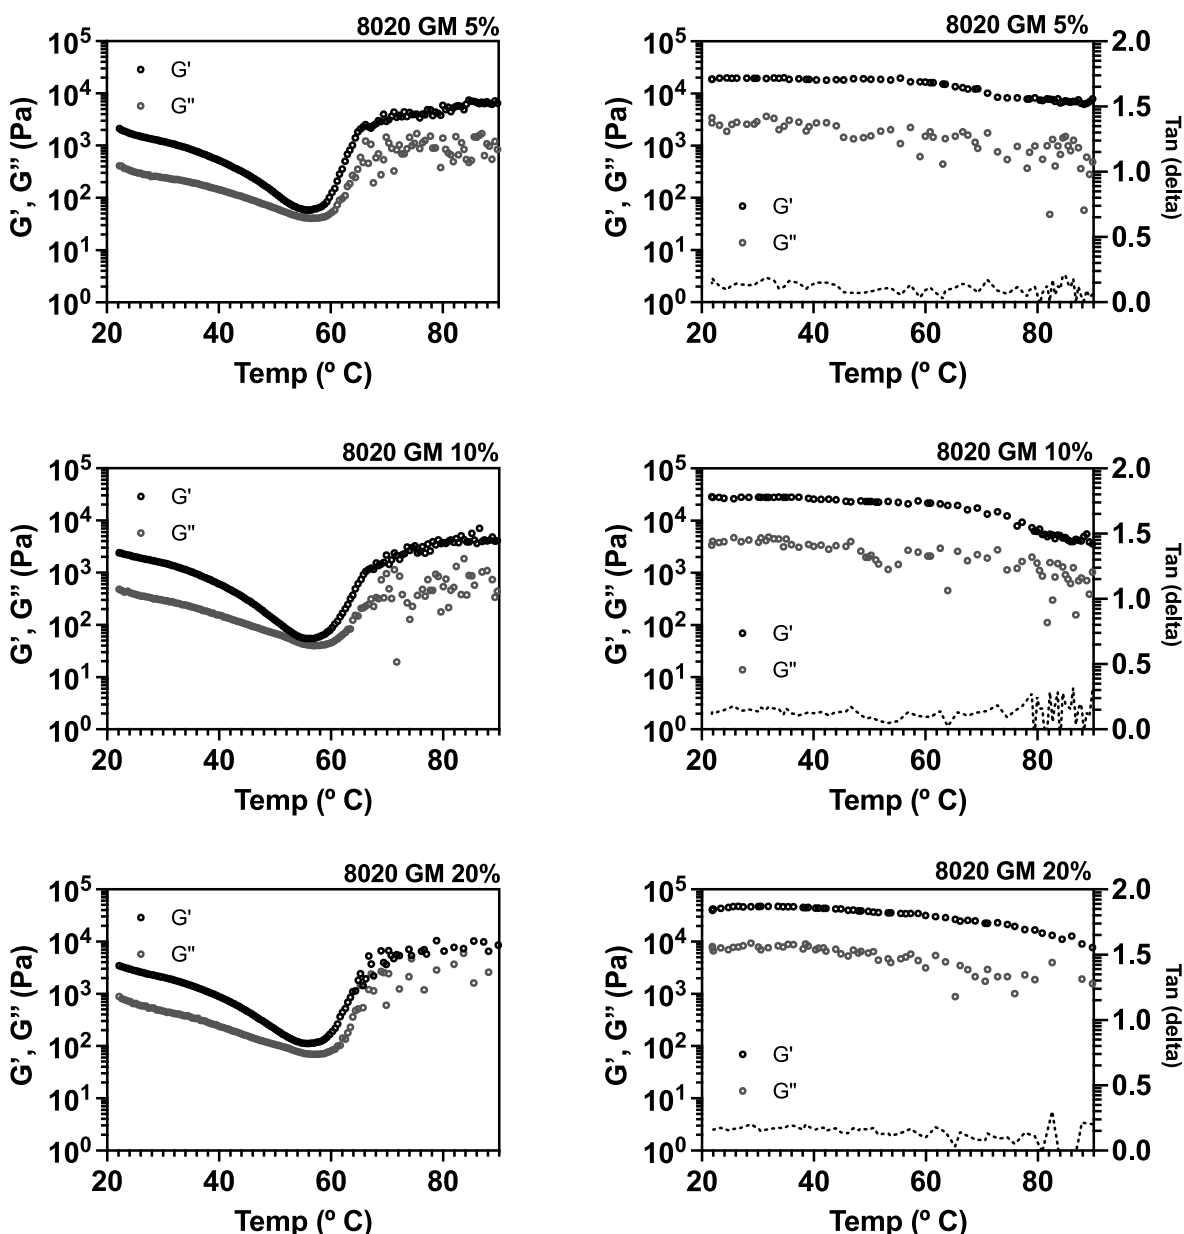 8020 GM 5%
10⁵
10⁴
10³
10²
10¹
10⁰
G', G'' (Pa)
G'
G''
20 40 60 80
Temp (º C)
8020 GM 5%
10⁵
10⁴
10³
10²
10¹
10⁰
G', G'' (Pa)
G'
G''
2.0
1.5
1.0
0.5
0.0
Tan (delta)
20 40 60 80
Temp (º C)
8020 GM 10%
10⁵
10⁴
10³
10²
10¹
10⁰
G', G'' (Pa)
G'
G''
20 40 60 80
Temp (º C)
8020 GM 10%
10⁵
10⁴
10³
10²
10¹
10⁰
G', G'' (Pa)
G'
G''
2.0
1.5
1.0
0.5
0.0
Tan (delta)
20 40 60 80
Temp (º C)
8020 GM 20%
10⁵
10⁴
10³
10²
10¹
10⁰
G', G'' (Pa)
G'
G''
20 40 60 80
Temp (º C)
8020 GM 20%
10⁵
10⁴
10³
10²
10¹
10⁰
G', G'' (Pa)
G'
G''
2.0
1.5
1.0
0.5
0.0
Tan (delta)
20 40 60 80
Temp (º C)